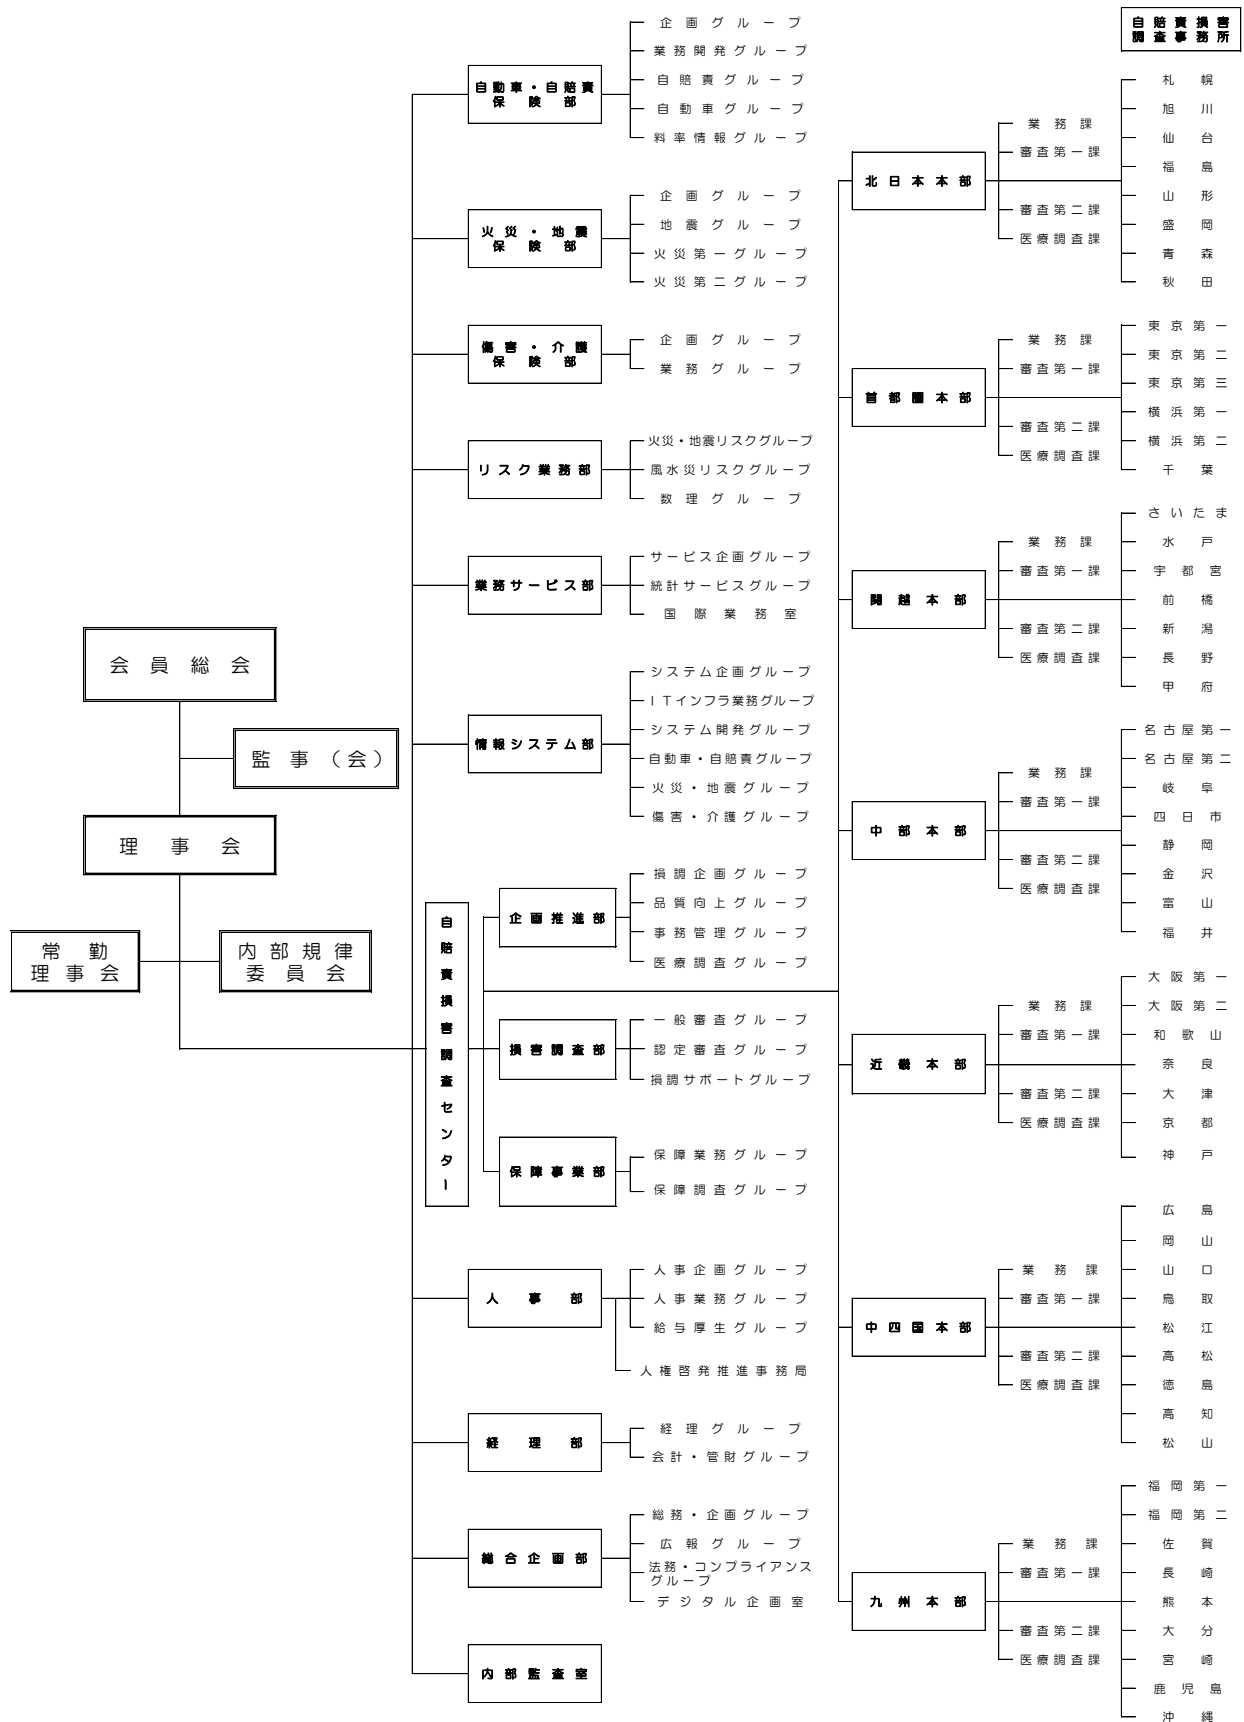 会員総会
監事（会）
理事会
常勤
理事会
内部規律
委員会
自動車・自賠責
保険部
企画グループ
業務開発グループ
自賠責グループ
自動車グループ
料率情報グループ
火災・地震
保険部
企画グループ
地震グループ
火災第一グループ
火災第二グループ
傷害・介護
保険部
企画グループ
業務グループ
リスク業務部
火災・地震リスクグループ
風水災リスクグループ
数理グループ
業務サービス部
サービス企画グループ
統計サービスグループ
国際業務室
情報システム部
システム企画グループ
ＩＴインフラ業務グループ
システム開発グループ
自動車・自賠責グループ
火災・地震グループ
傷害・介護グループ
自賠責損害調査センター
企画推進部
損調企画グループ
品質向上グループ
事務管理グループ
医療調査グループ
損害調査部
一般審査グループ
認定審査グループ
損調サポートグループ
保障事業部
保障業務グループ
保障調査グループ
人事部
人事企画グループ
人事業務グループ
給与厚生グループ
人権啓発推進事務局
経理部
経理グループ
会計・管財グループ
総合企画部
総務・企画グループ
広報グループ
法務・コンプライアンス
グループ
デジタル企画室
内部監査室
自賠責損害
調査事務所
北日本本部
業務課
審査第一課
審査第二課
医療調査課
札幌
旭川
仙台
福島
山形
盛岡
青森
秋田
首都圏本部
業務課
審査第一課
審査第二課
医療調査課
東京第一
東京第二
東京第三
横浜第一
横浜第二
千葉
関越本部
業務課
審査第一課
審査第二課
医療調査課
さいたま
水戸
宇都宮
前橋
新潟
長野
甲府
中部本部
業務課
審査第一課
審査第二課
医療調査課
名古屋第一
名古屋第二
岐阜
四日市
静岡
金沢
富山
福井
近畿本部
業務課
審査第一課
審査第二課
医療調査課
大阪第一
大阪第二
和歌山
奈良
大津
京都
神戸
中四国本部
業務課
審査第一課
審査第二課
医療調査課
広島
岡山
山口
鳥取
松江
高松
徳島
高知
松山
九州本部
業務課
審査第一課
審査第二課
医療調査課
福岡第一
福岡第二
佐賀
長崎
熊本
大分
宮崎
鹿児島
沖縄